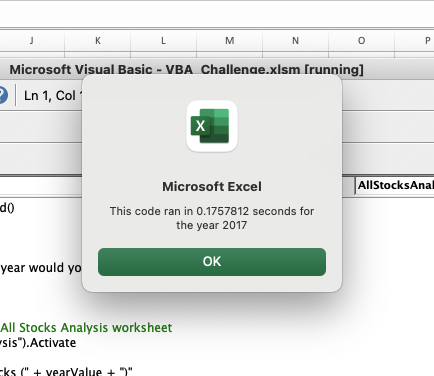 J K L M N O P
Microsoft Visual Basic - VBA_Challenge.xlsm [running]
? Ln 1, Col 1
X
Microsoft Excel
AllStocksAnal
This code ran in 0.1757812 seconds for
the year 2017
d()
OK
year would yo
All Stocks Analysis worksheet
ysis").Activate
cks (" + yearValue + ")"